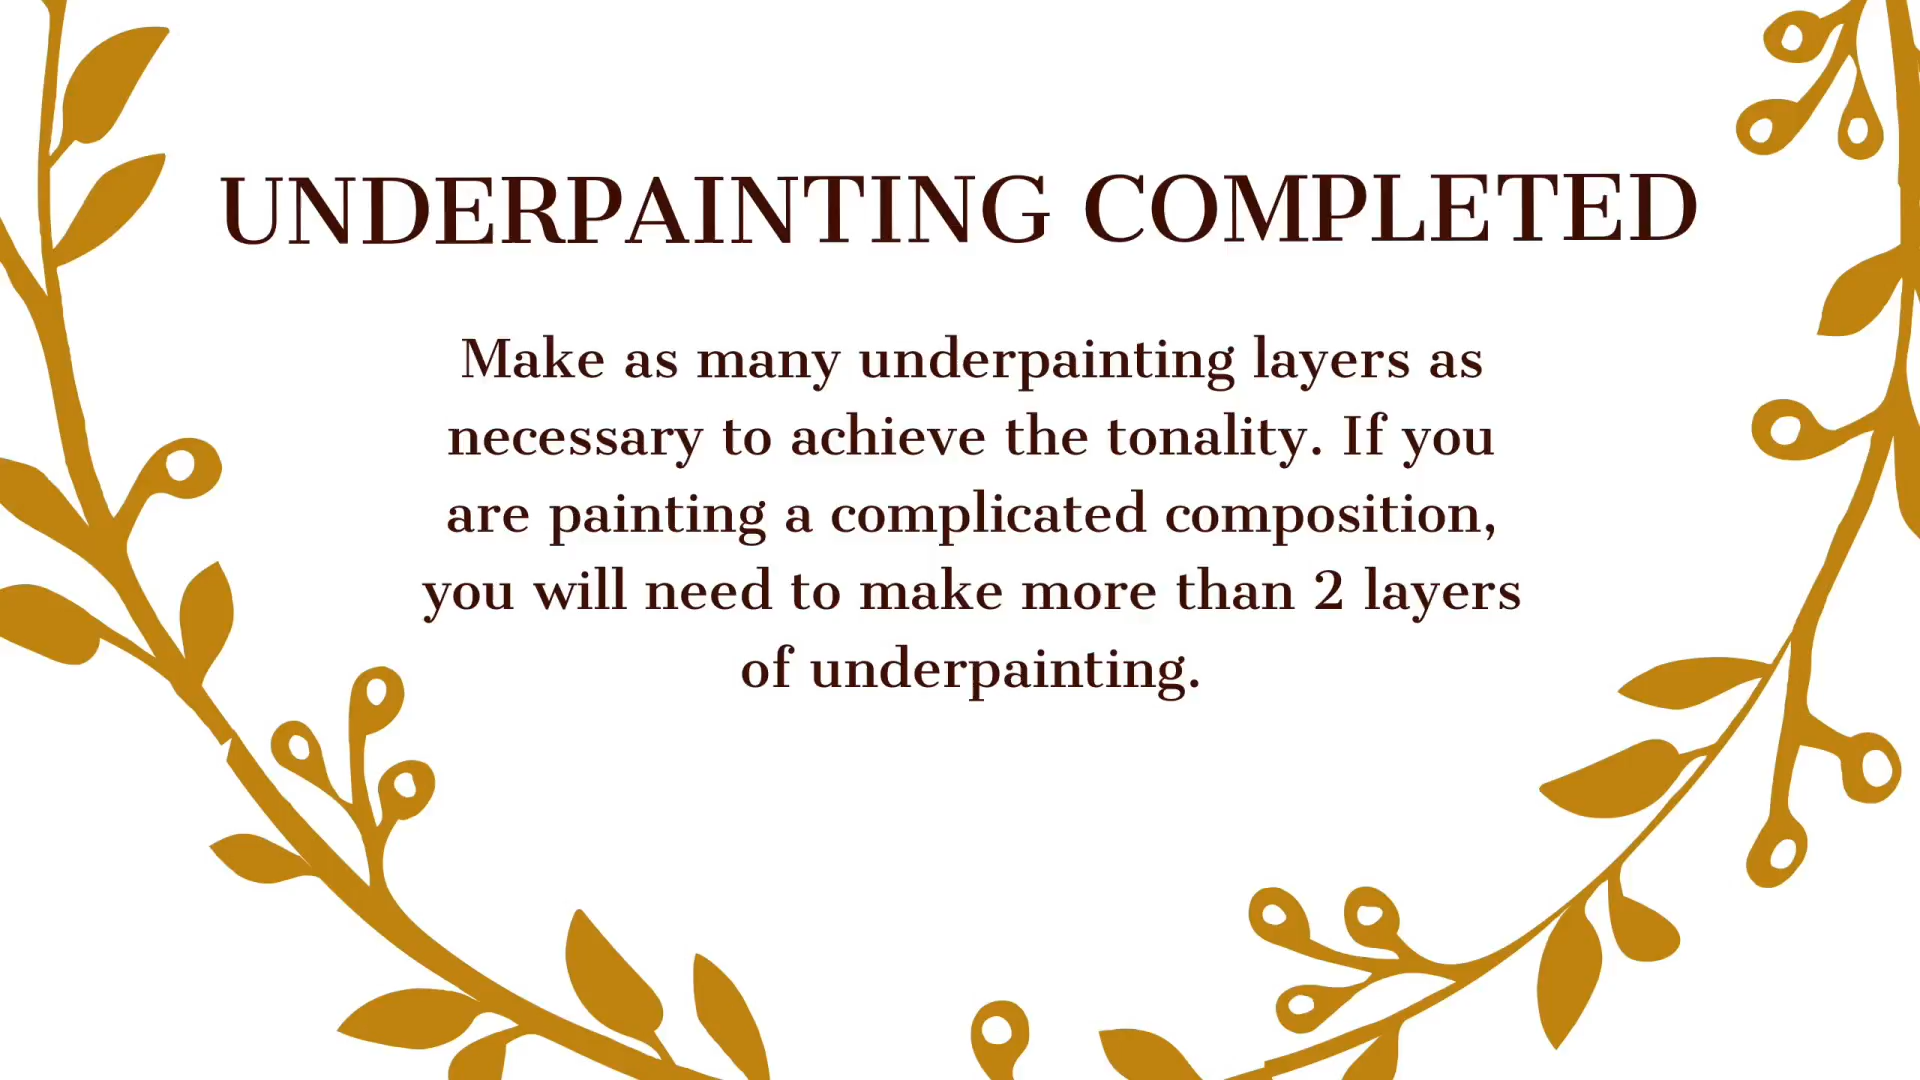 UNDERPAINTING COMPLETED
Make as many underpainting layers as
necessary to achieve the tonality. If you
are painting a complicated composition,
you will need to make more than 2 layers
of underpainting.